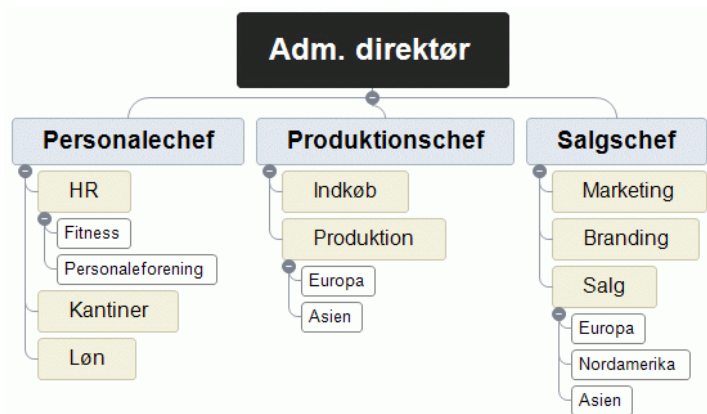 Adm. direktør
Personalechef
HR
Fitness
Personaleforening
Kantiner
Løn
Produktionschef
Indkøb
Produktion
Europa
Asien
Salgschef
Marketing
Branding
Salg
Europa
Nordamerika
Asien